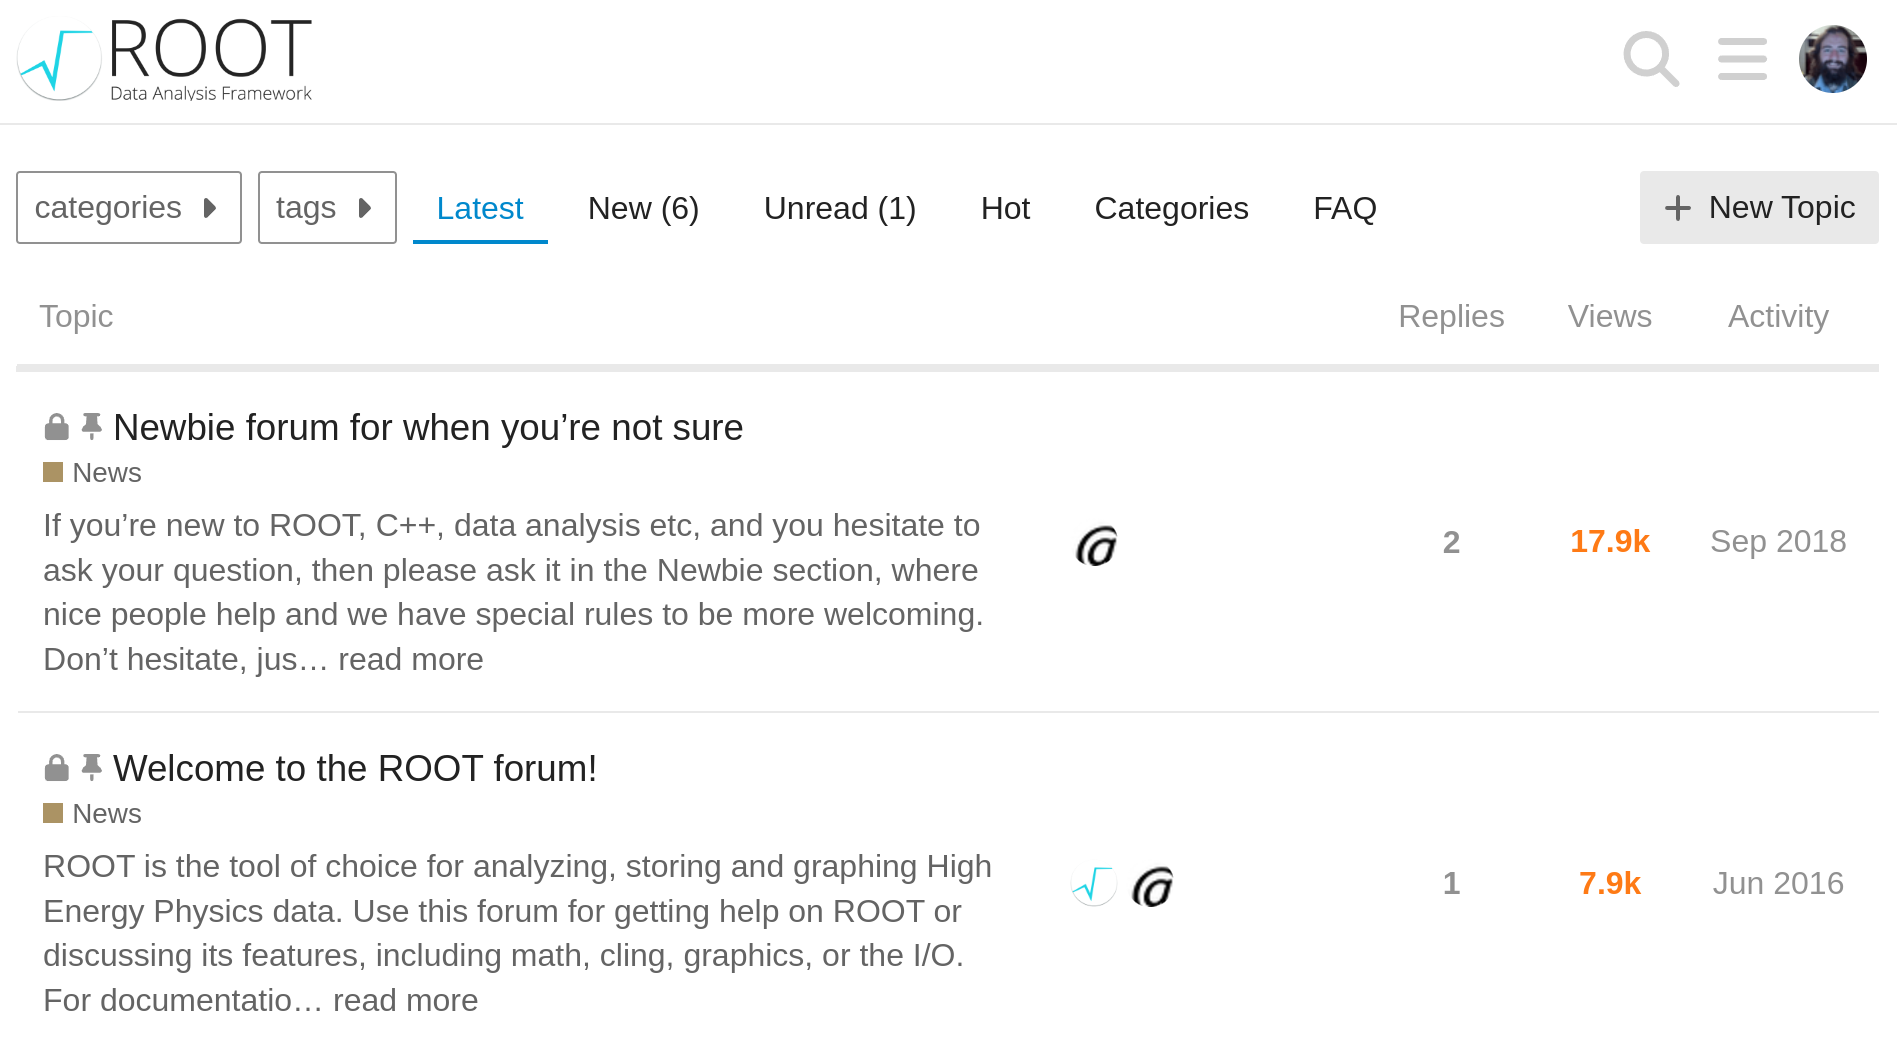 ROOT
Data Analysis Framework
categories tags Latest New (6) Unread (1) Hot Categories FAQ New Topic
Topic Replies Views Activity
Newbie forum for when you’re not sure
News
If you’re new to ROOT, C++, data analysis etc, and you hesitate to
ask your question, then please ask it in the Newbie section, where
nice people help and we have special rules to be more welcoming.
Don’t hesitate, jus… read more
2 17.9k Sep 2018
Welcome to the ROOT forum!
News
ROOT is the tool of choice for analyzing, storing and graphing High
Energy Physics data. Use this forum for getting help on ROOT or
discussing its features, including math, cling, graphics, or the I/O.
For documentatio… read more
1 7.9k Jun 2016